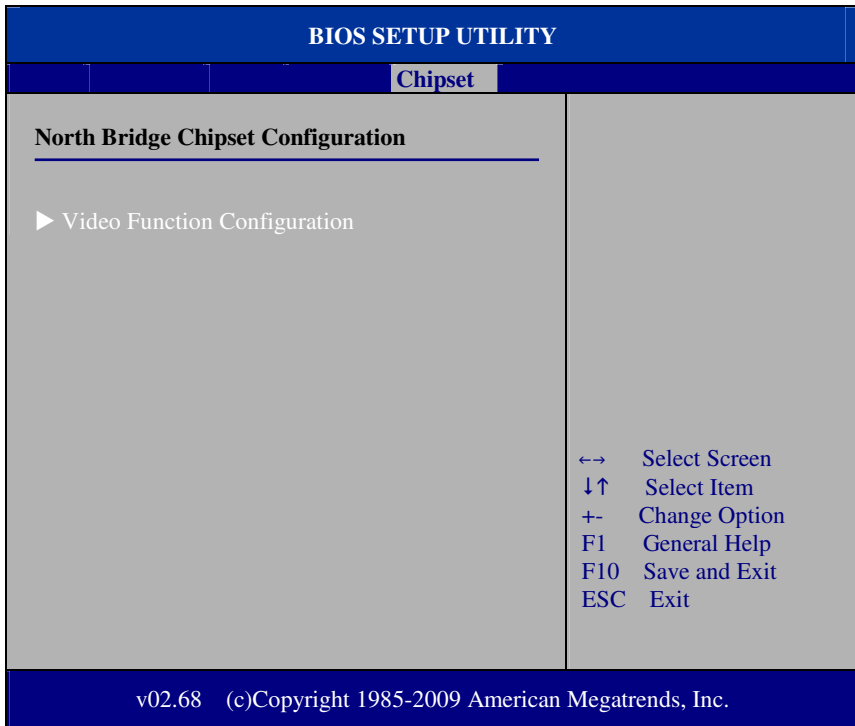 BIOS SETUP UTILITY
Chipset
North Bridge Chipset Configuration
▶ Video Function Configuration
←→ Select Screen
↓↑ Select Item
+- Change Option
F1 General Help
F10 Save and Exit
ESC Exit
v02.68 (c)Copyright 1985-2009 American Megatrends, Inc.